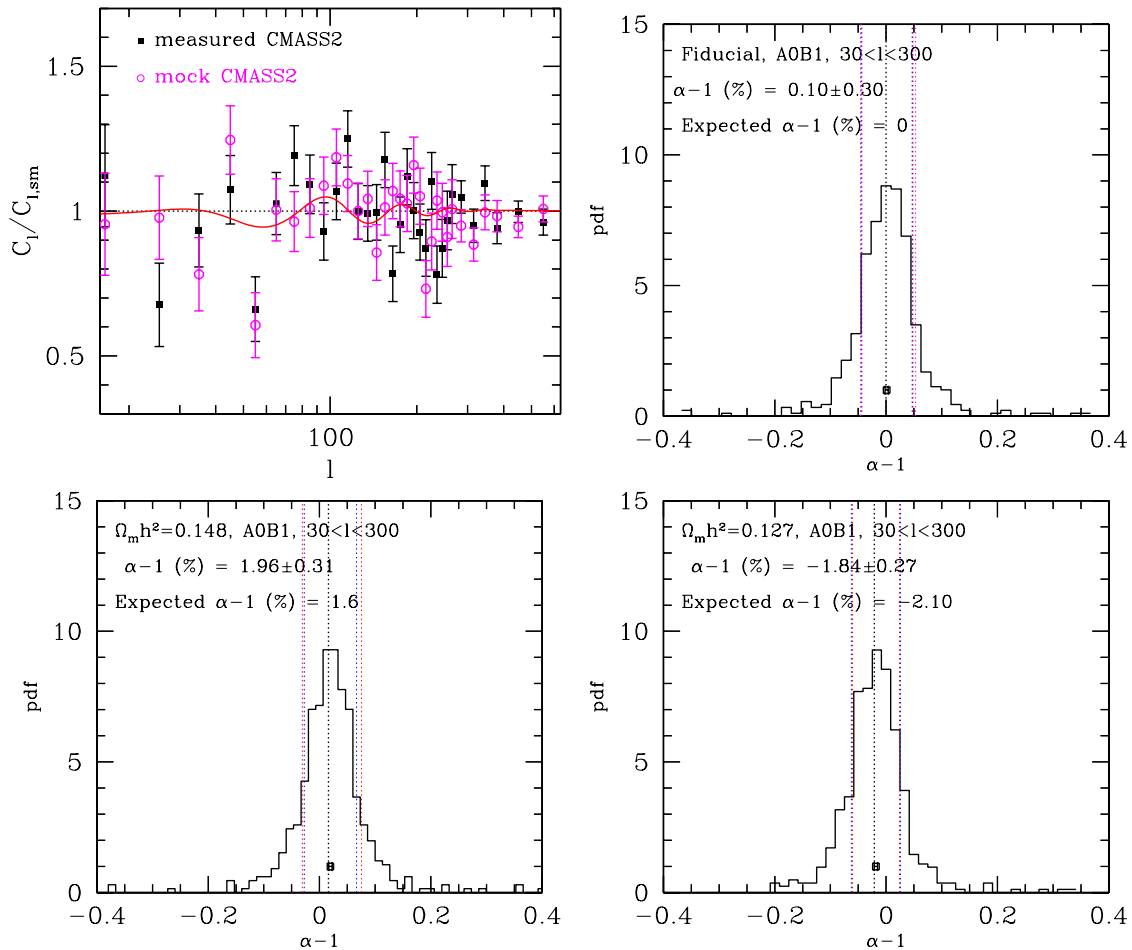 measured CMASS2
mock CMASS2
1.5
1
0.5
C_l/C_{l,sm}
100
l
15
10
5
0
pdf
Fiducial, A0B1, 30<l<300
α−1 (%) = 0.10±0.30
Expected α−1 (%) = 0
−0.4 −0.2 0 0.2 0.4
α−1
15
10
5
0
pdf
Ω_m h²=0.148, A0B1, 30<l<300
α−1 (%) = 1.96±0.31
Expected α−1 (%) = 1.6
−0.4 −0.2 0 0.2 0.4
α−1
15
10
5
0
pdf
Ω_m h²=0.127, A0B1, 30<l<300
α−1 (%) = −1.84±0.27
Expected α−1 (%) = −2.10
−0.4 −0.2 0 0.2 0.4
α−1